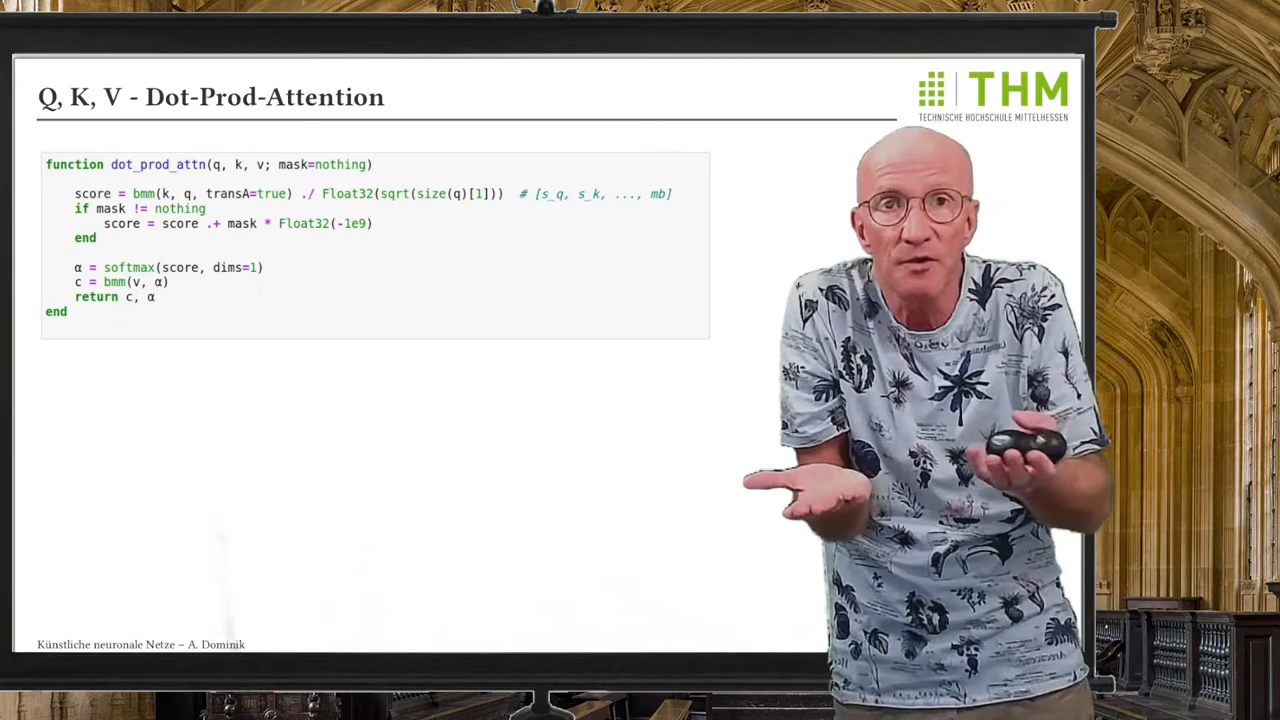 Q, K, V - Dot-Prod-Attention
THM
TECHNISCHE HOCHSCHULE MITTELHESSEN
function dot_prod_attn(q, k, v; mask=nothing)
score = bmm(k, q, transA=true) ./ Float32(sqrt(size(q)[1])) # [s_q, s_k, ..., mb]
if mask != nothing
score = score .+ mask * Float32(-1e9)
end
α = softmax(score, dims=1)
c = bmm(v, α)
return c, α
end
Künstliche neuronale Netze – A. Dominik